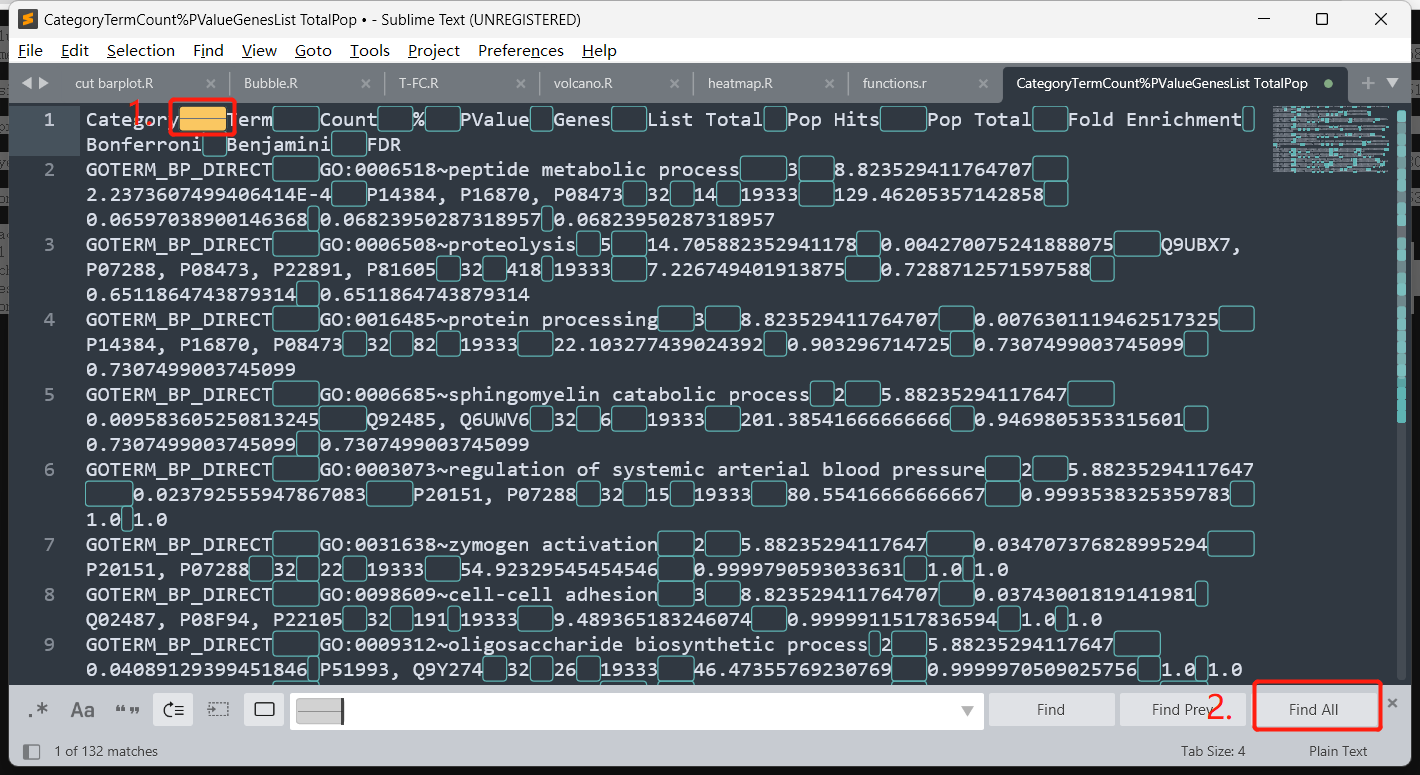 CategoryTermCount%PValueGenesList TotalPop • - Sublime Text (UNREGISTERED)
File Edit Selection Find View Goto Tools Project Preferences Help
cut barplot.R Bubble.R T-FC.R volcano.R heatmap.R functions.r CategoryTermCount%PValueGenesList TotalPop
1.
1 Category Term Count % PValue Genes List Total Pop Hits Pop Total Fold Enrichment
Bonferroni Benjamini FDR
2 GOTERM_BP_DIRECT GO:0006518~peptide metabolic process 3 8.823529411764707
2.2373607499406414E-4 P14384, P16870, P08473 32 14 19333 129.46205357142858
0.06597038900146368 0.06823950287318957 0.06823950287318957
3 GOTERM_BP_DIRECT GO:0006508~proteolysis 5 14.705882352941178 0.004270075241888075 Q9UBX7,
P07288, P08473, P22891, P81605 32 418 19333 7.226749401913875 0.7288712571597588
0.6511864743879314 0.6511864743879314
4 GOTERM_BP_DIRECT GO:0016485~protein processing 3 8.823529411764707 0.0076301119462517325
P14384, P16870, P08473 32 82 19333 22.103277439024392 0.903296714725 0.7307499003745099
0.7307499003745099
5 GOTERM_BP_DIRECT GO:0006685~sphingomyelin catabolic process 2 5.88235294117647
0.009583605250813245 Q92485, Q6UWV6 32 6 19333 201.38541666666666 0.9469805353315601
0.7307499003745099 0.7307499003745099
6 GOTERM_BP_DIRECT GO:0003073~regulation of systemic arterial blood pressure 2 5.88235294117647
0.023792555947867083 P20151, P07288 32 15 19333 80.55416666666667 0.9993538325359783
1.0 1.0
7 GOTERM_BP_DIRECT GO:0031638~zymogen activation 2 5.88235294117647 0.034707376828995294
P20151, P07288 32 22 19333 54.92329545454546 0.9999790593033631 1.0 1.0
8 GOTERM_BP_DIRECT GO:0098609~cell-cell adhesion 3 8.823529411764707 0.03743001819141981
Q02487, P08F94, P22105 32 191 19333 9.489365183246074 0.9999911517836594 1.0 1.0
9 GOTERM_BP_DIRECT GO:0009312~oligosaccharide biosynthetic process 2 5.88235294117647
0.04089129399451846 P51993, Q9Y274 32 26 19333 46.47355769230769 0.9999970509025756 1.0 1.0
.* Aa “” Find Find Prev 2. Find All
1 of 132 matches Tab Size: 4 Plain Text